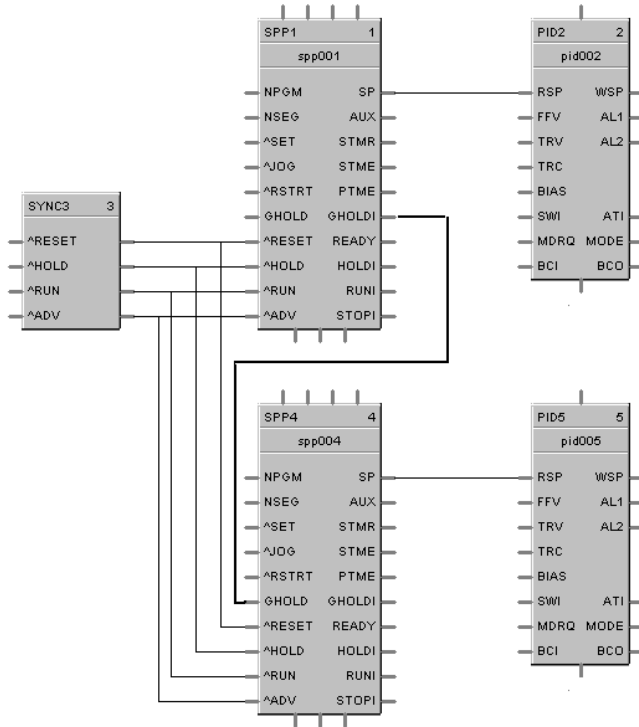 SPP1 1
spp001
NPGM SP
NSEG AUX
^SET STMR
^JOG STME
^RSTRT PTME
GHOLD GHOLDI
^RESET READY
^HOLD HOLDI
^RUN RUNI
^ADV STOPI
PID2 2
pid002
RSP WSP
FFV AL1
TRV AL2
TRC
BIAS
SWI ATI
MDRQ MODE
BCI BCO
SYNC3 3
^RESET
^HOLD
^RUN
^ADV
SPP4 4
spp004
NPGM SP
NSEG AUX
^SET STMR
^JOG STME
^RSTRT PTME
GHOLD GHOLDI
^RESET READY
^HOLD HOLDI
^RUN RUNI
^ADV STOPI
PID5 5
pid005
RSP WSP
FFV AL1
TRV AL2
TRC
BIAS
SWI ATI
MDRQ MODE
BCI BCO